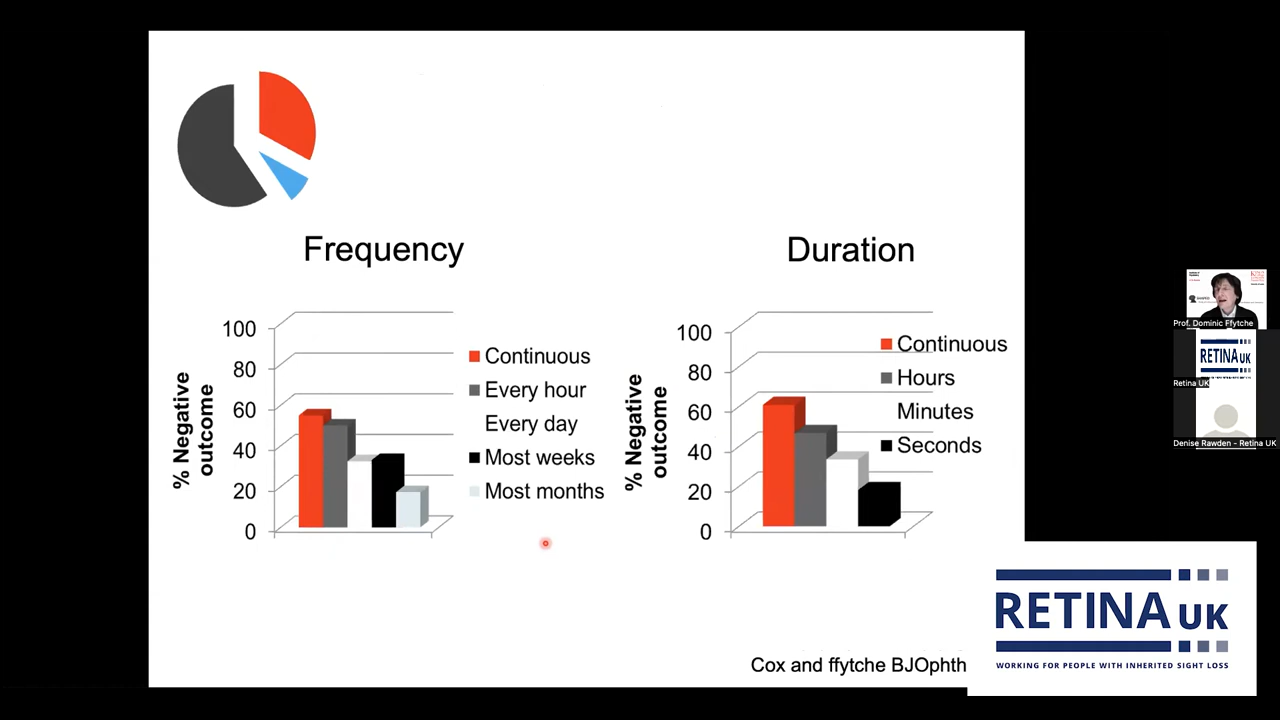 Frequency
Duration
100
80
60
40
20
0
% Negative
outcome
Continuous
Every hour
Every day
Most weeks
Most months
100
80
60
40
20
0
% Negative
outcome
Continuous
Hours
Minutes
Seconds
Cox and ffytche BJOphth
Prof. Dominic Ffytche
RETINA UK
Retina UK
Denise Rawden - Retina UK
RETINA UK
WORKING FOR PEOPLE WITH INHERITED SIGHT LOSS